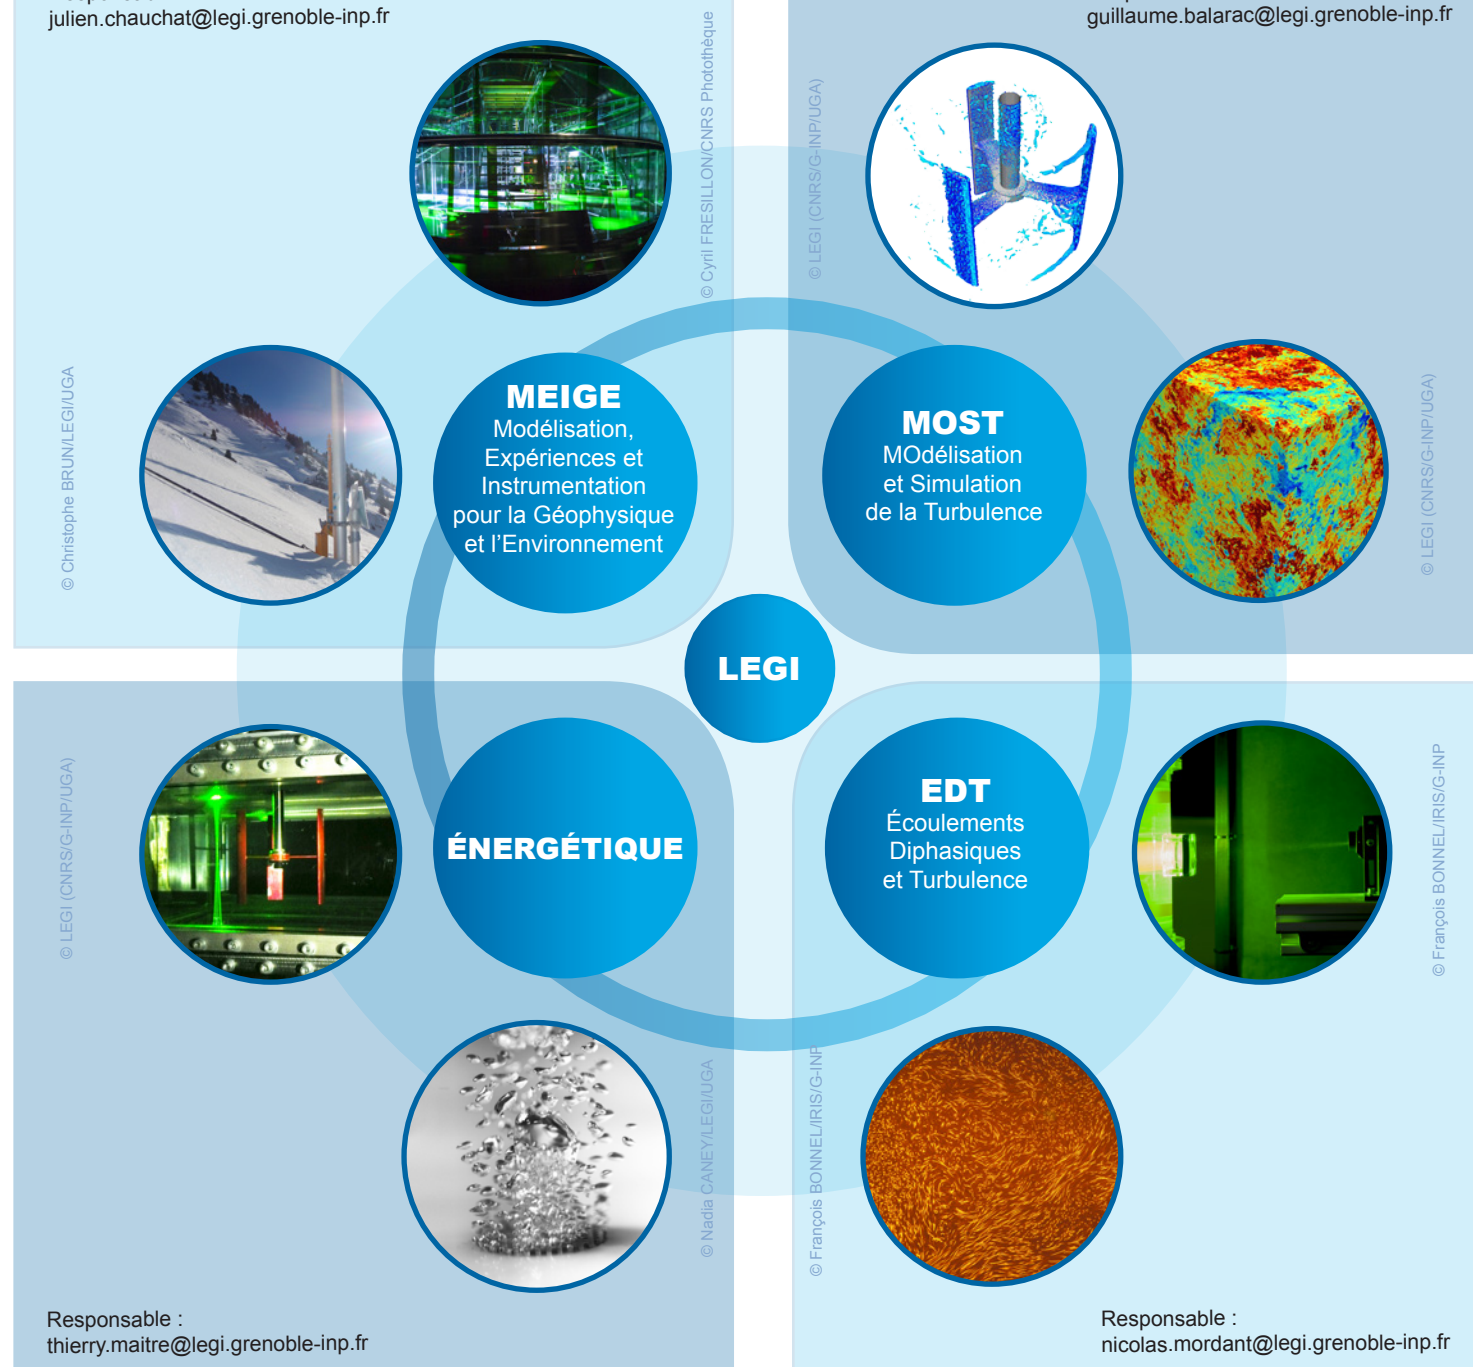 julien.chauchat@legi.grenoble-inp.fr
guillaume.balarac@legi.grenoble-inp.fr
© Cyril FRESILLON/CNRS Photothèque
© LEGI (CNRS/G-INP/UGA)
© Christophe BRUN/LEGI/UGA
MEIGE
Modélisation,
Expériences et
Instrumentation
pour la Géophysique
et l'Environnement
MOST
MOdélisation
et Simulation
de la Turbulence
© LEGI (CNRS/G-INP/UGA)
LEGI
© LEGI (CNRS/G-INP/UGA)
ÉNERGÉTIQUE
EDT
Écoulements
Diphasiques
et Turbulence
© François BONNEL/IRIS/G-INP
© Nadia CANEY/LEGI/UGA
© François BONNEL/IRIS/G-INP
Responsable :
thierry.maitre@legi.grenoble-inp.fr
Responsable :
nicolas.mordant@legi.grenoble-inp.fr